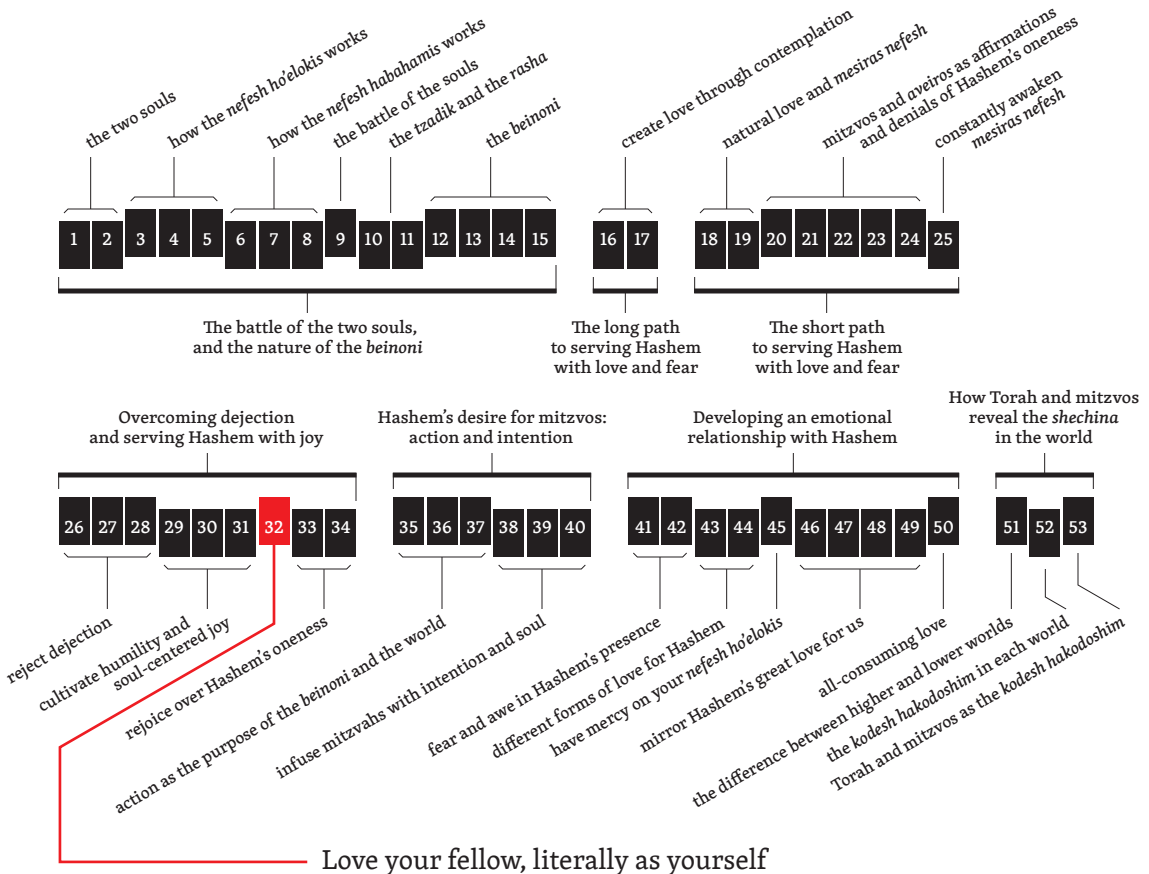 the two souls
how the nefesh ho'elokis works
how the nefesh habahamis works
the battle of the souls
the tzadik and the rasha
the beinoni
create love through contemplation
natural love and mesiras nefesh
mitzvos and aveiros as affirmations
and denials of Hashem's oneness
constantly awaken
mesiras nefesh
1 2 3 4 5 6 7 8 9 10 11 12 13 14 15 16 17 18 19 20 21 22 23 24 25
The battle of the two souls,
and the nature of the beinoni
The long path
to serving Hashem
with love and fear
The short path
to serving Hashem
with love and fear
Overcoming dejection
and serving Hashem with joy
Hashem's desire for mitzvos:
action and intention
Developing an emotional
relationship with Hashem
How Torah and mitzvos
reveal the shechina
in the world
26 27 28 29 30 31 32 33 34 35 36 37 38 39 40 41 42 43 44 45 46 47 48 49 50 51 52 53
reject dejection
cultivate humility and
soul-centered joy
rejoice over Hashem's oneness
action as the purpose of the beinoni and the world
infuse mitzvahs with intention and soul
fear and awe in Hashem's presence
different forms of love for Hashem
have mercy on your nefesh ho'elokis
mirror Hashem's great love for us
all-consuming love
the difference between higher and lower worlds
the kodesh hakodoshim in each world
Torah and mitzvos as the kodesh hakodoshim
Love your fellow, literally as yourself